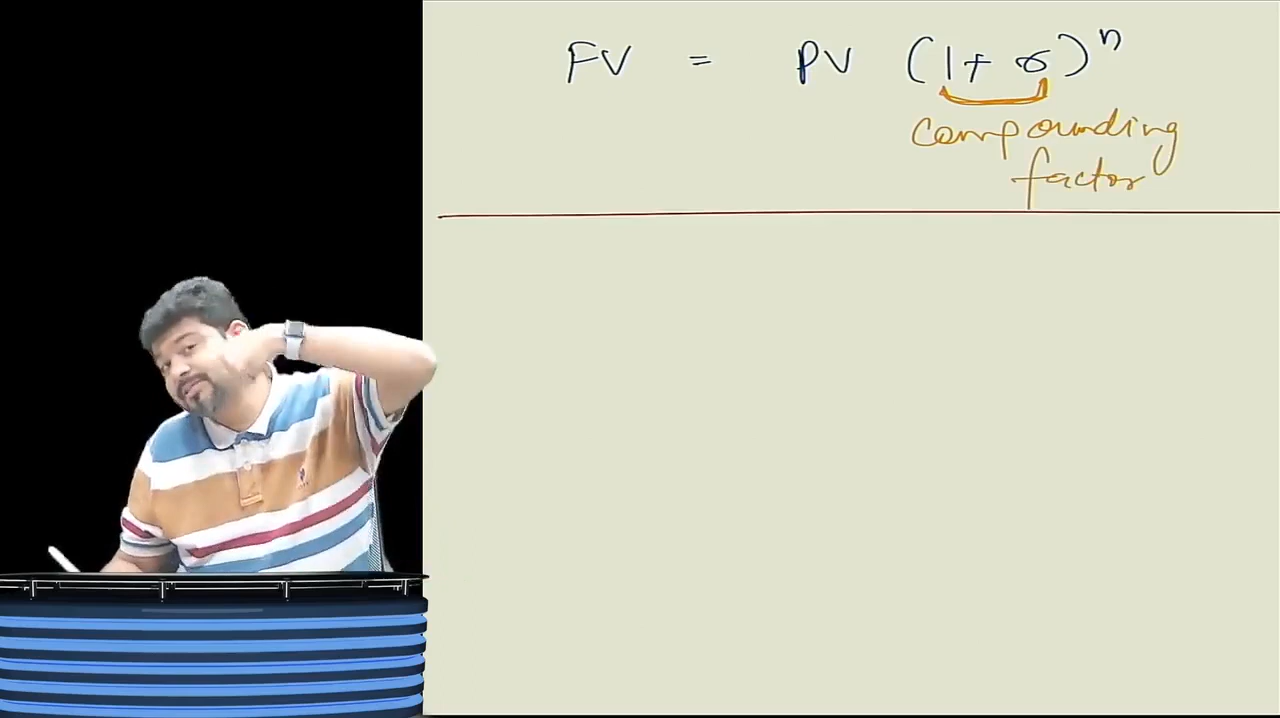 FV = PV (1+ r)ⁿ
compounding
factor